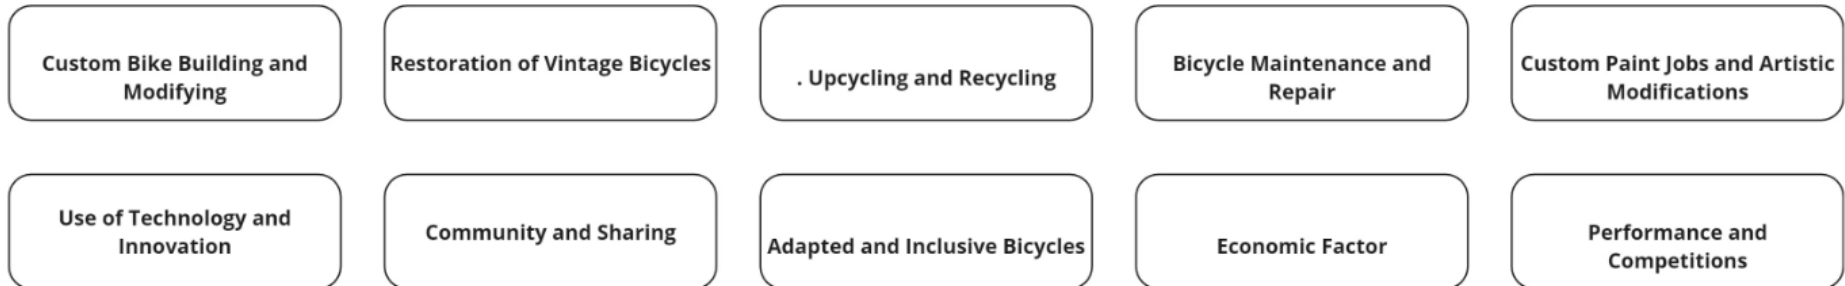 Custom Bike Building and
Modifying
Restoration of Vintage Bicycles
. Upcycling and Recycling
Bicycle Maintenance and
Repair
Custom Paint Jobs and Artistic
Modifications
Use of Technology and
Innovation
Community and Sharing
Adapted and Inclusive Bicycles
Economic Factor
Performance and
Competitions